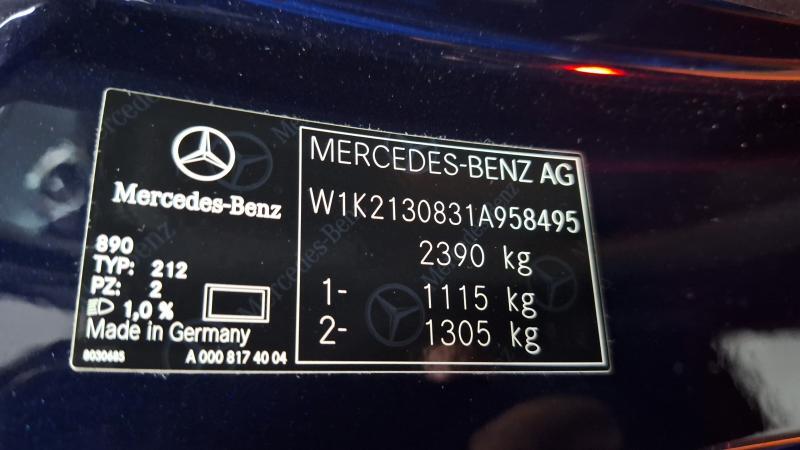 Mercedes-Benz
890
TYP: 212
PZ: 2
1,0 %
Made in Germany
8030685
A 000 817 40 04
MERCEDES-BENZ AG
W1K2130831A958495
2390 kg
1- 1115 kg
2- 1305 kg